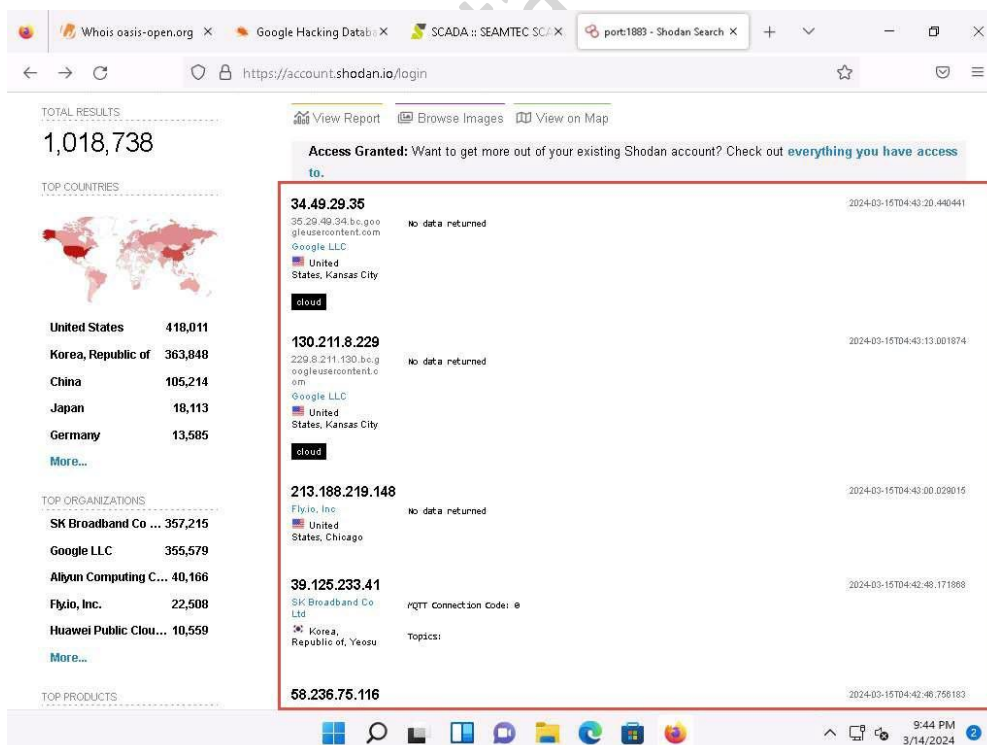 Whois oasis-open.org
Google Hacking Databa
SCADA :: SEAMTEC SCA
port:1883 - Shodan Search
https://account.shodan.io/login
TOTAL RESULTS
1,018,738
TOP COUNTRIES
United States 418,011
Korea, Republic of 363,848
China 105,214
Japan 18,113
Germany 13,585
More...
TOP ORGANIZATIONS
SK Broadband Co ... 357,215
Google LLC 355,579
Aliyun Computing C... 40,166
Fly.io, Inc. 22,508
Huawei Public Clou... 10,559
More...
TOP PRODUCTS
View Report Browse Images View on Map
Access Granted: Want to get more out of your existing Shodan account? Check out everything you have access
to.
34.49.29.35
2024-03-15T04:43:20.440441
35.29.49.34.bc.goo
gleusercontent.com
No data returned
Google LLC
United
States, Kansas City
cloud
130.211.8.229
2024-03-15T04:43:13.001874
229.8.211.130.bc.g
oogleusercontent.c
om
No data returned
Google LLC
United
States, Kansas City
cloud
213.188.219.148
2024-03-15T04:43:00.029015
Fly.io, Inc
No data returned
United
States, Chicago
39.125.233.41
2024-03-15T04:42:48.171868
SK Broadband Co
Ltd
MQTT Connection Code: 0
Korea,
Republic of, Yeosu
Topics:
58.236.75.116
2024-03-15T04:42:46.756183
9:44 PM
3/14/2024
2